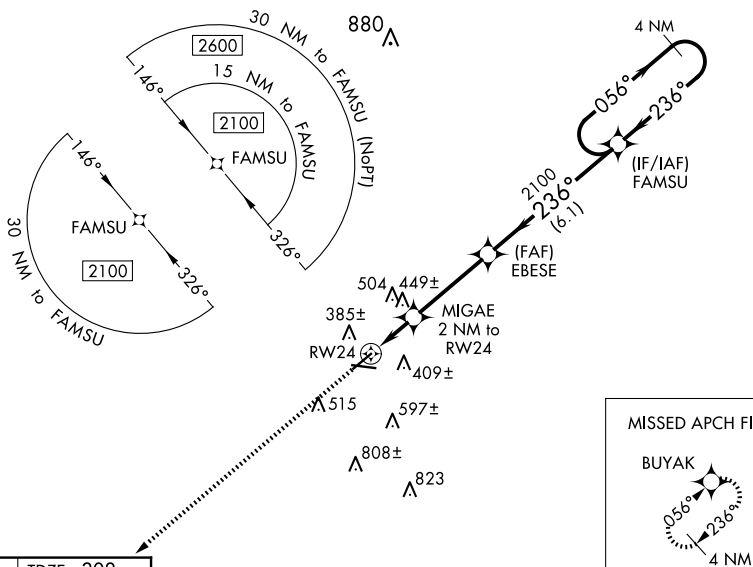 30 NM to FAMSU (NoPT)
2600
146°
15 NM to FAMSU
2100
FAMSU
326°
880
4 NM
056°
236°
(IF/IAF)
FAMSU
146°
FAMSU
326°
2100
30 NM to FAMSU
2100
236°
(6.1)
(FAF)
EBESE
504
449±
MIGAE
2 NM to
RW24
385±
RW24
409±
515
597±
808±
823
MISSED APCH FI
BUYAK
056°
236°
4 NM